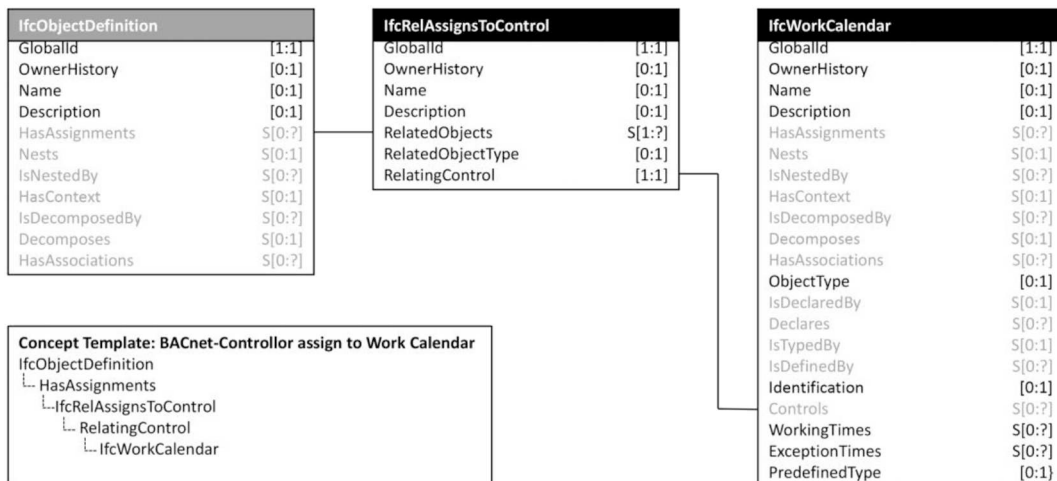 IfcObjectDefinition
GlobalId [1:1]
OwnerHistory [0:1]
Name [0:1]
Description [0:1]
HasAssignments S[0:?]
Nests S[0:1]
IsNestedBy S[0:?]
HasContext S[0:1]
IsDecomposedBy S[0:?]
Decomposes S[0:1]
HasAssociations S[0:?]
IfcRelAssignsToControl
GlobalId [1:1]
OwnerHistory [0:1]
Name [0:1]
Description [0:1]
RelatedObjects S[1:?]
RelatedObjectType [0:1]
RelatingControl [1:1]
IfcWorkCalendar
GlobalId [1:1]
OwnerHistory [0:1]
Name [0:1]
Description [0:1]
HasAssignments S[0:?]
Nests S[0:1]
IsNestedBy S[0:?]
HasContext S[0:1]
IsDecomposedBy S[0:?]
Decomposes S[0:1]
HasAssociations S[0:?]
ObjectType [0:1]
IsDeclaredBy S[0:1]
Declares S[0:?]
IsTypedBy S[0:1]
IsDefinedBy S[0:?]
Identification [0:1]
Controls S[0:?]
WorkingTimes S[0:?]
ExceptionTimes S[0:?]
PredefinedType [0:1}
Concept Template: BACnet-Controllor assign to Work Calendar
IfcObjectDefinition
HasAssignments
IfcRelAssignsToControl
RelatingControl
IfcWorkCalendar